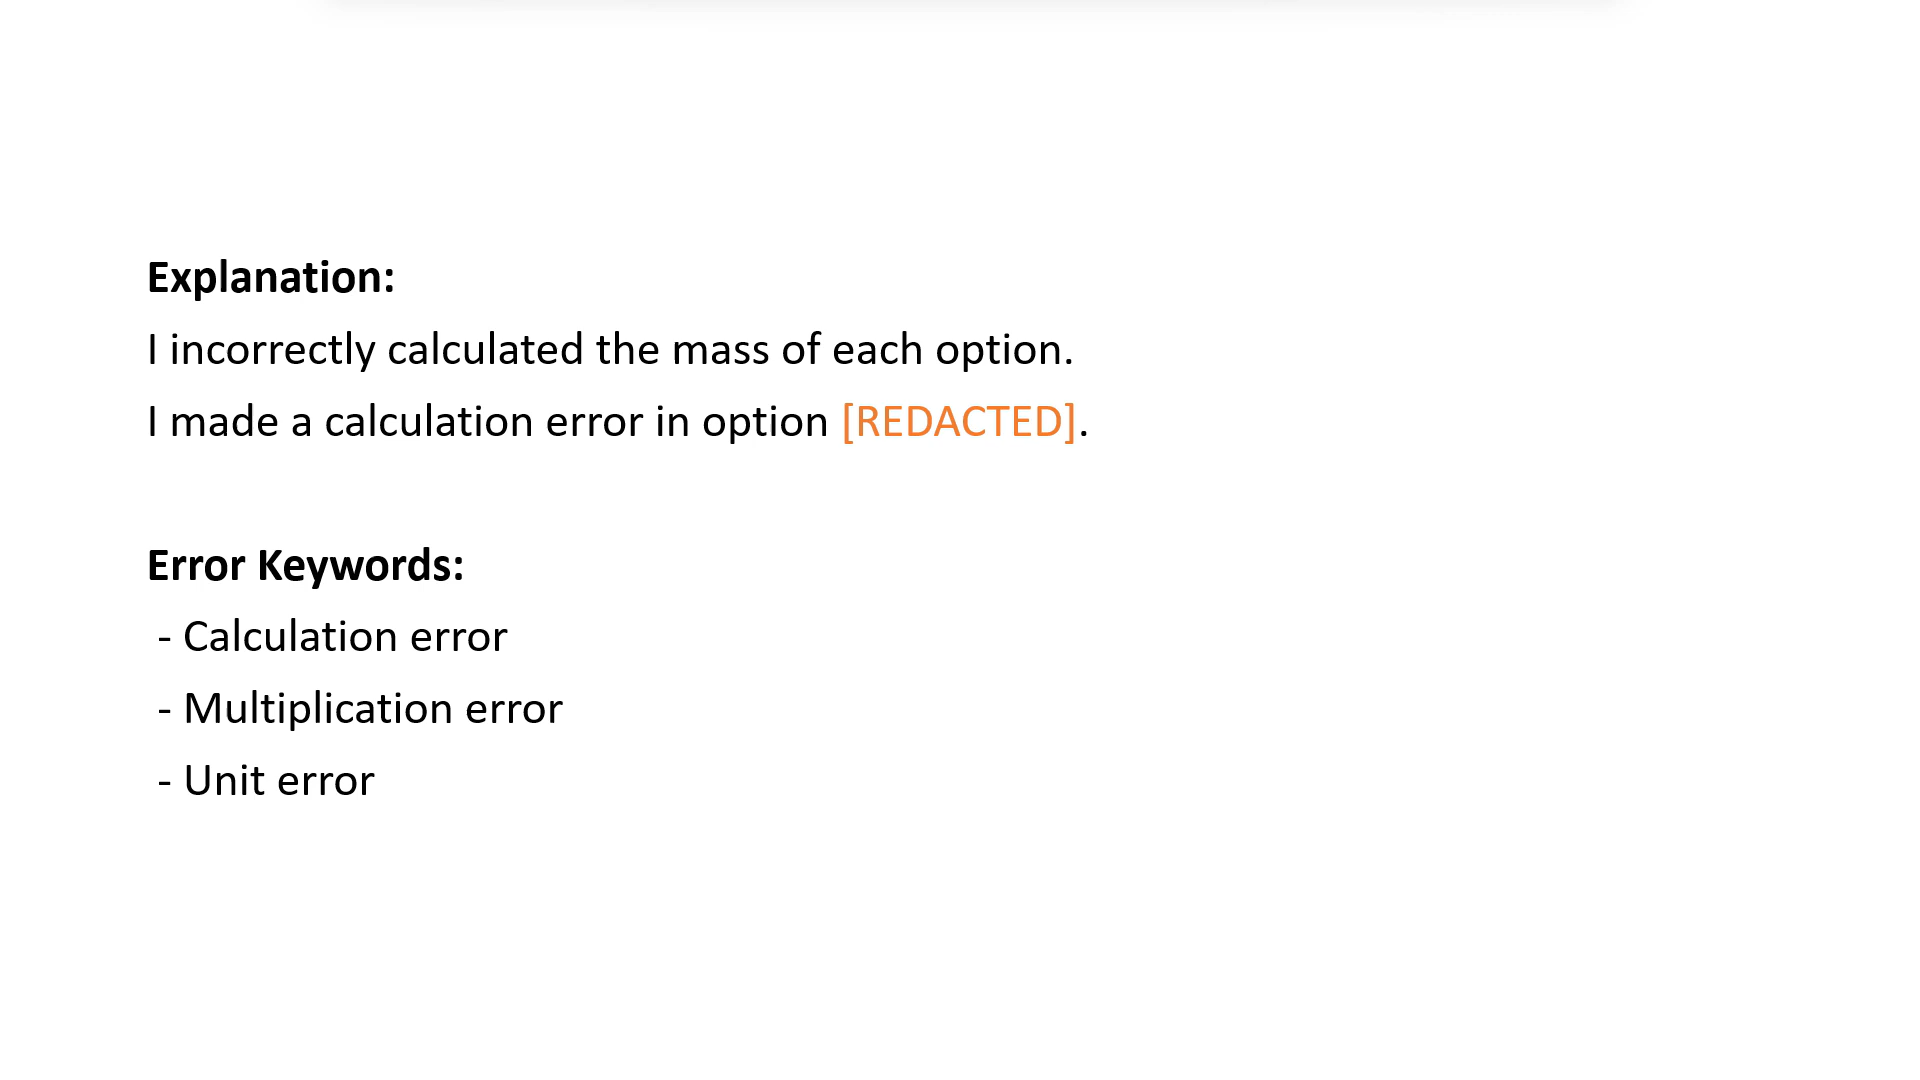 Explanation:
I incorrectly calculated the mass of each option.
I made a calculation error in option [REDACTED].
Error Keywords:
- Calculation error
- Multiplication error
- Unit error